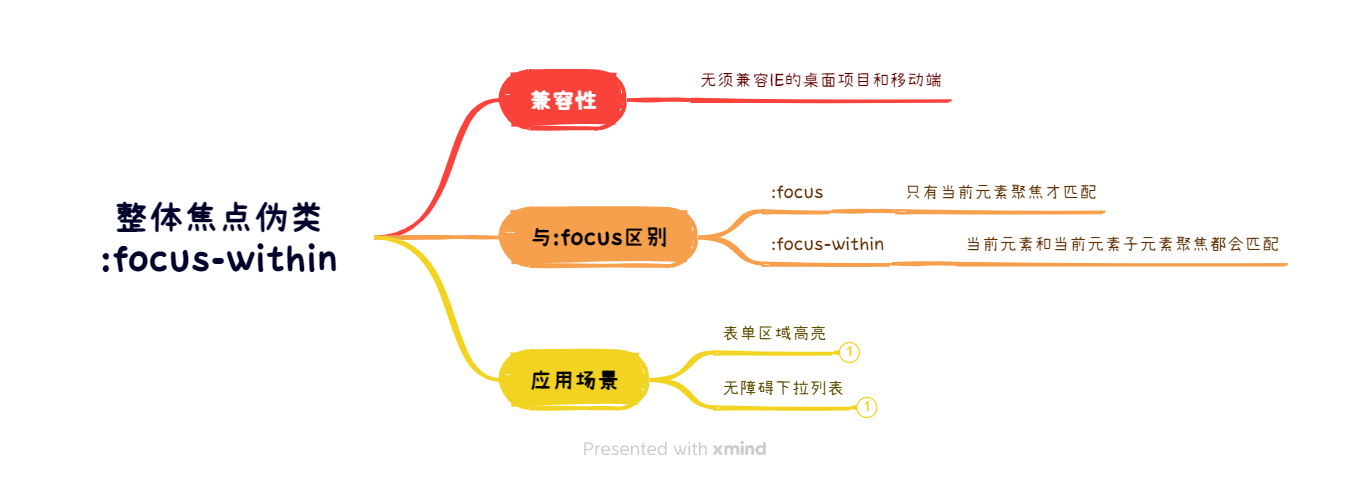 整体焦点伪类
:focus-within
兼容性
无须兼容IE的桌面项目和移动端
与:focus区别
:focus
只有当前元素聚焦才匹配
:focus-within
当前元素和当前元素子元素聚焦都会匹配
应用场景
表单区域高亮
1
无障碍下拉列表
1
Presented with xmind